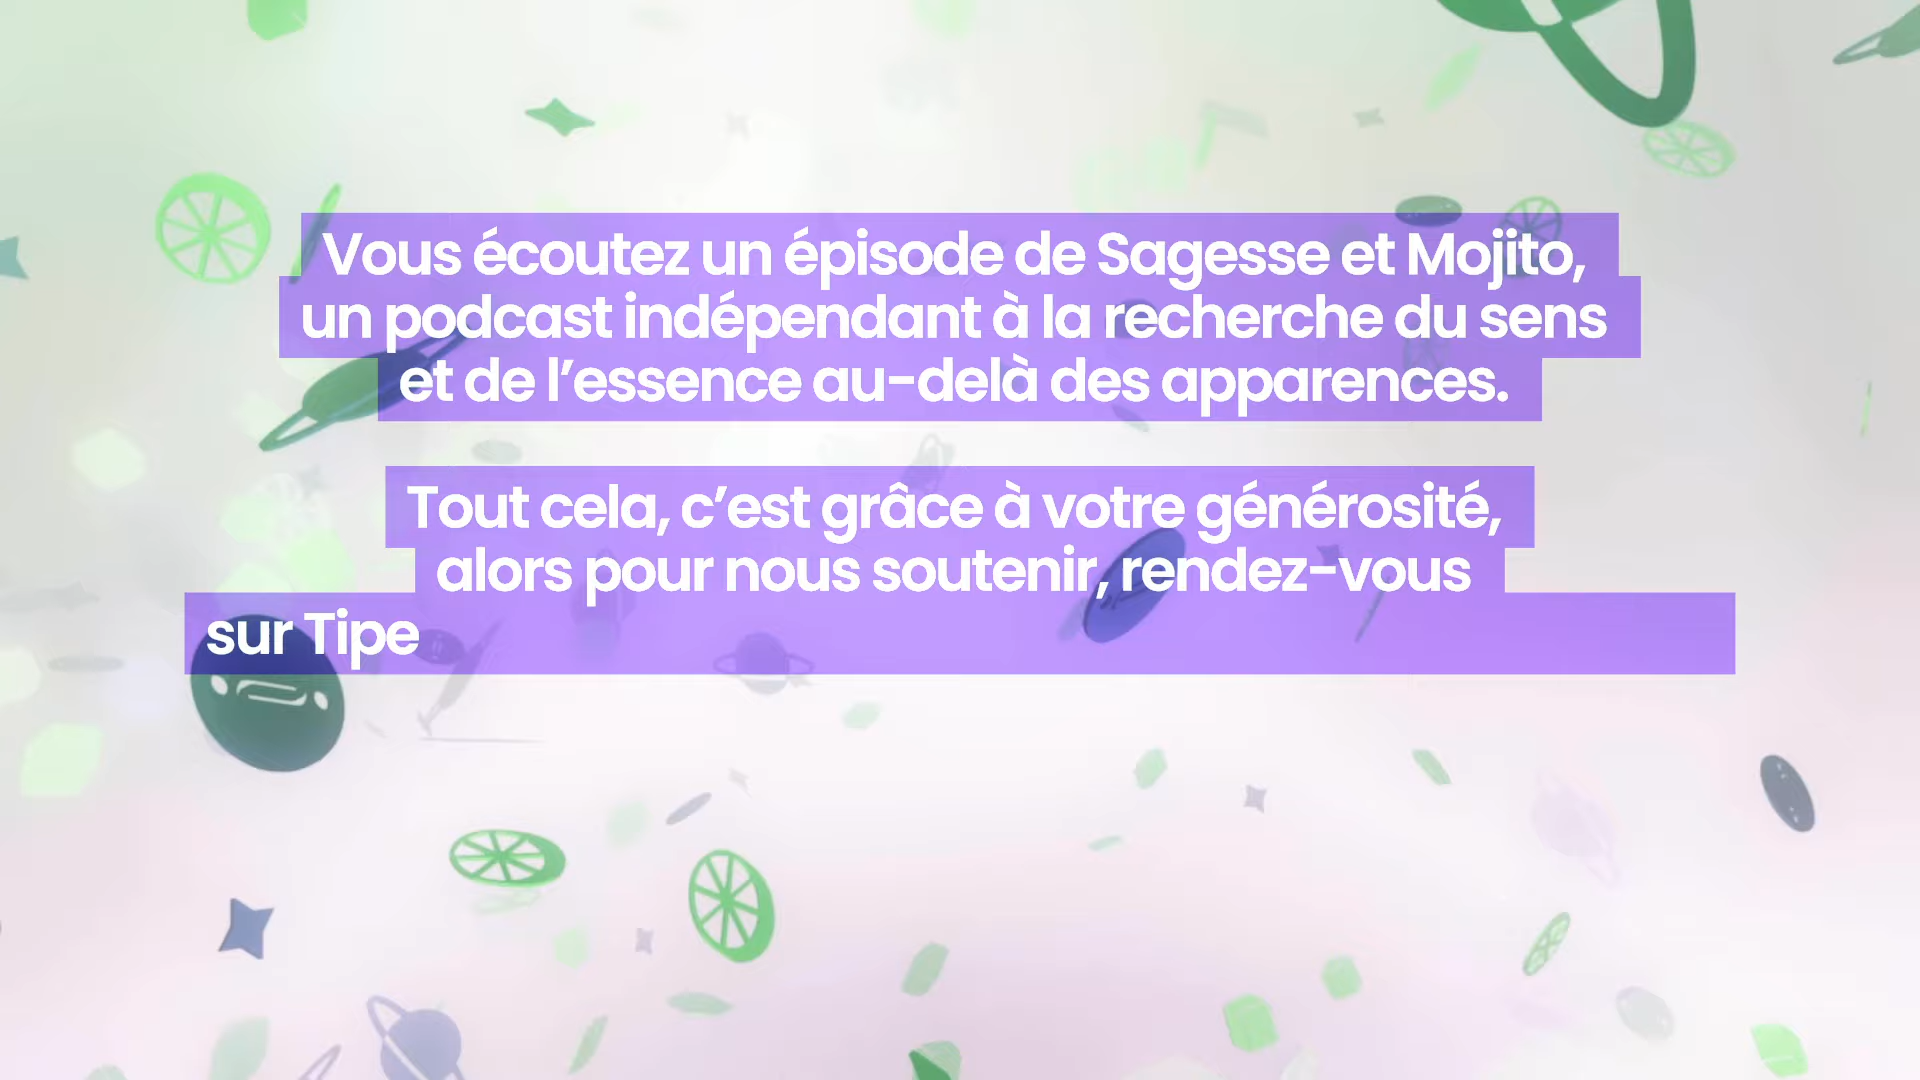 Vous écoutez un épisode de Sagesse et Mojito,
un podcast indépendant à la recherche du sens
et de l’essence au-delà des apparences.
Tout cela, c’est grâce à votre générosité,
alors pour nous soutenir, rendez-vous
sur Tipe